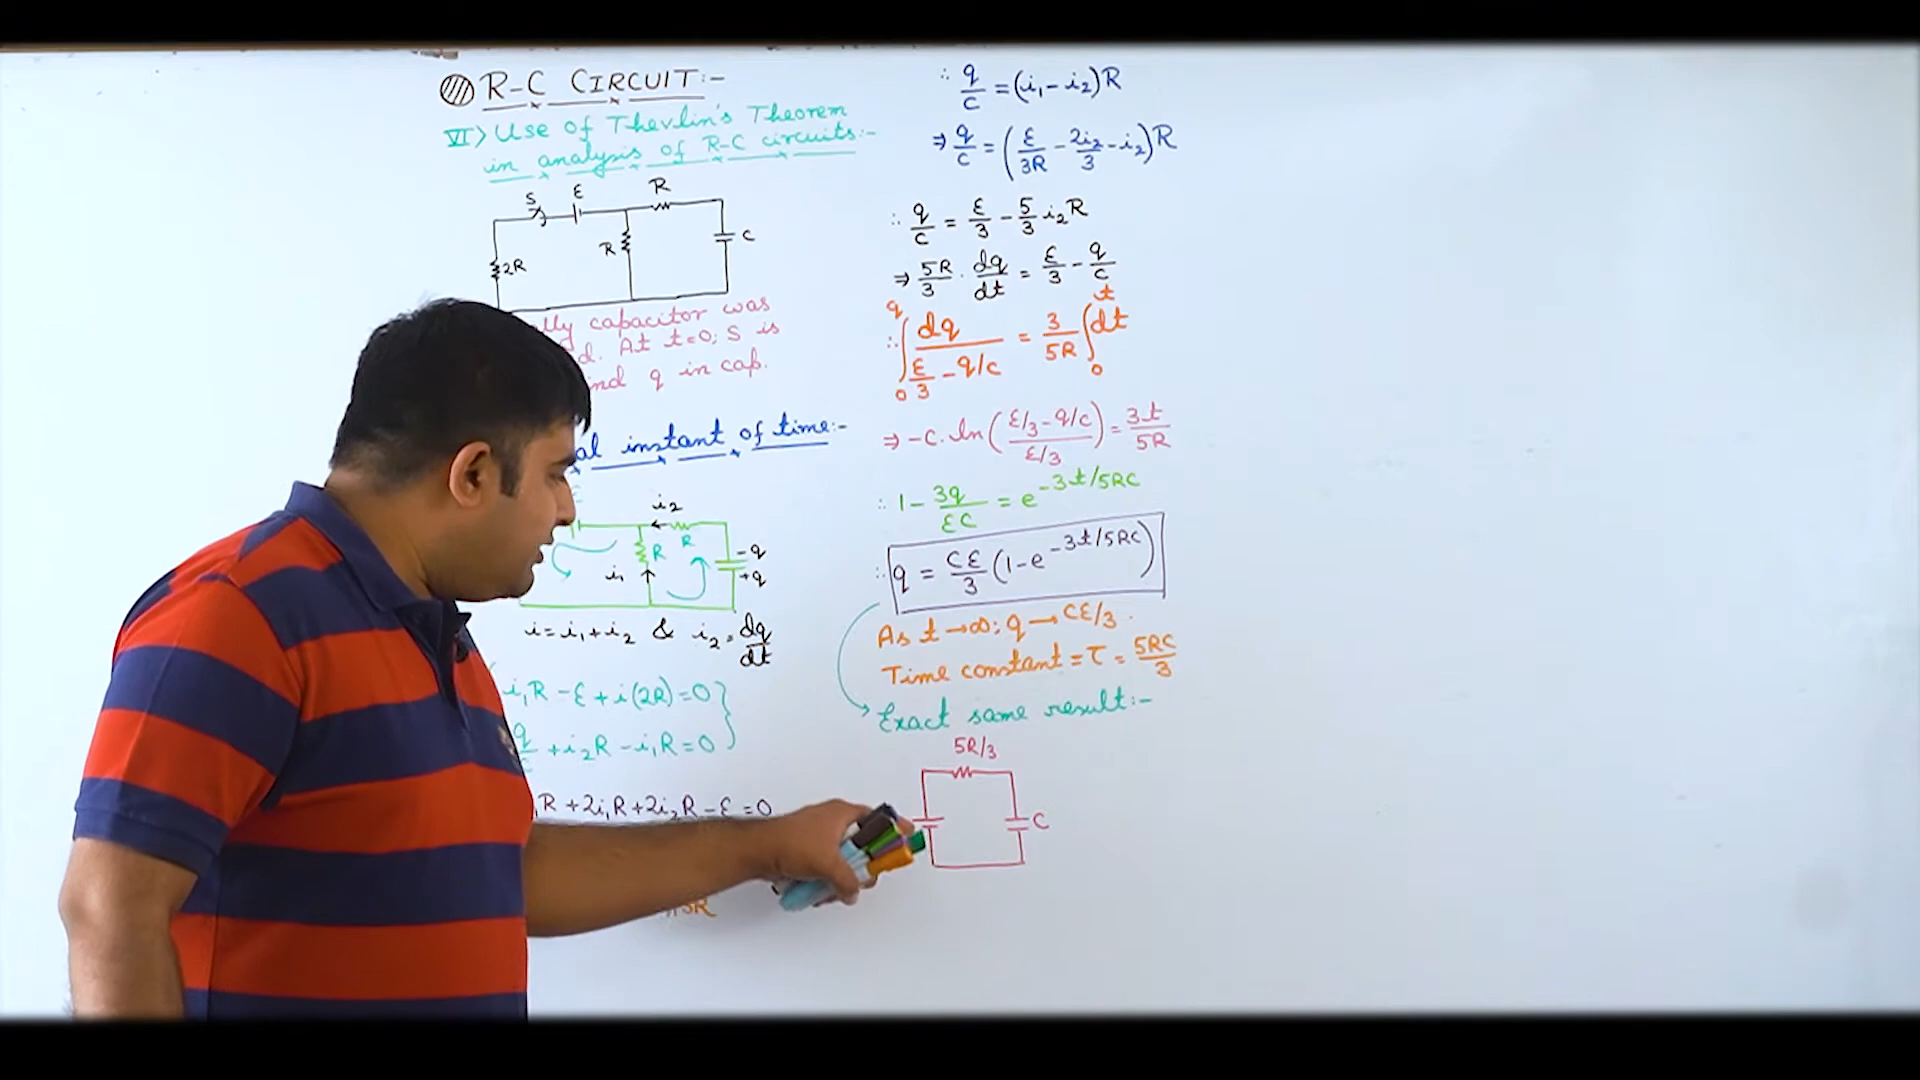 R-C CIRCUIT:-
VI> Use of Thevlin's Theorem
in analysis of R-C circuits:-
S ε R
R C
2R
lly capacitor was
d. At t=0; S is
ind q in cap.
al instant of time:-
i₂
R R -q
i₁ +q
i = i₁ + i₂ & i₂ = dq/dt
i₁R - ε + i(2R) = 0
q/c + i₂R - i₁R = 0
R + 2i₁R + 2i₂R - ε = 0
3R
∴ q/c = (i₁ - i₂)R
⇒ q/c = (ε/3R - 2i₂/3 - i₂)R
∴ q/c = ε/3 - 5/3 i₂R
⇒ 5R/3 · dq/dt = ε/3 - q/c
∴ ∫₀^q dq/(ε/3 - q/c) = 3/5R ∫₀^t dt
⇒ -C. ln((ε/3 - q/c)/(ε/3)) = 3t/5R
∴ 1 - 3q/εC = e^(-3t/5RC)
∴ q = Cε/3 (1 - e^(-3t/5RC))
As t → ∞; q → Cε/3.
Time constant = τ = 5RC/3
Exact same result:-
5R/3
C